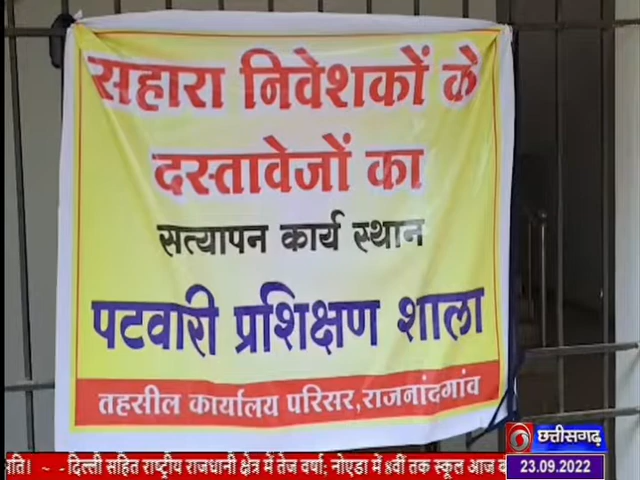 सहारा निवेशकों के
दस्तावेजों का
सत्यापन कार्य स्थान
पटवारी प्रशिक्षण शाला
तहसील कार्यालय परिसर,राजनांदगांव
छत्तीसगढ़
~ - दिल्ली सहित राष्ट्रीय राजधानी क्षेत्र में तेज वर्षा; नोएडा में 8वीं तक स्कूल आज
23.09.2022